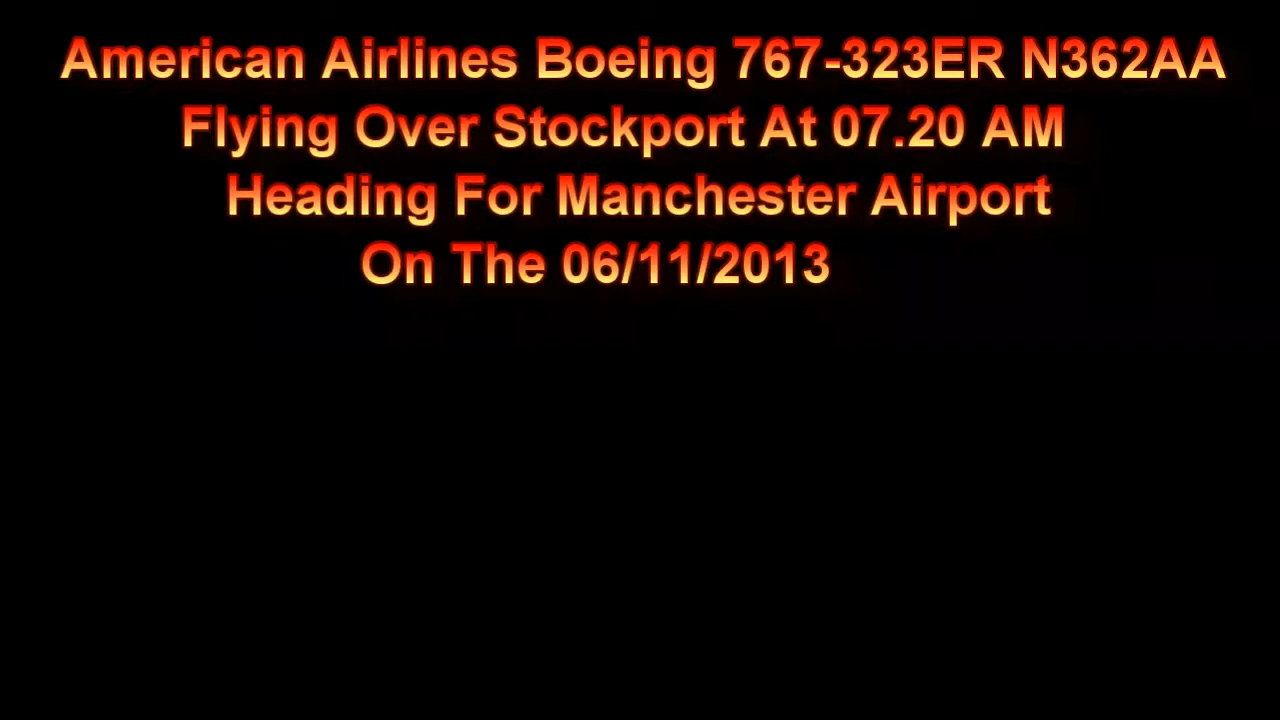 American Airlines Boeing 767-323ER N362AA
Flying Over Stockport At 07.20 AM
Heading For Manchester Airport
On The 06/11/2013